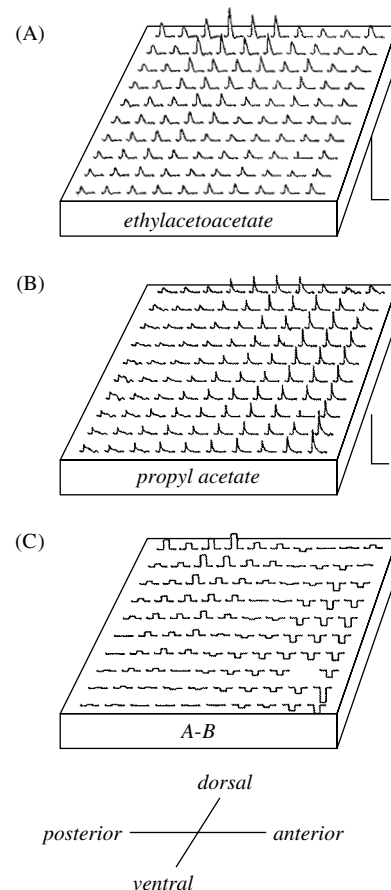 (A)
ethylacetoacetate
(B)
propyl acetate
(C)
A-B
dorsal
posterior
anterior
ventral